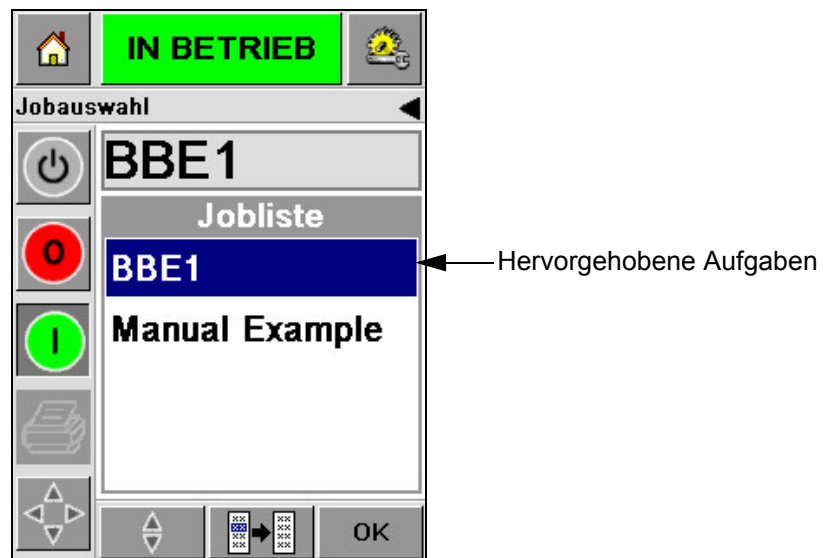 IN BETRIEB
Jobauswahl
BBE1
Jobliste
O
BBE1
Hervorgehobene Aufgaben
I
Manual Example
OK